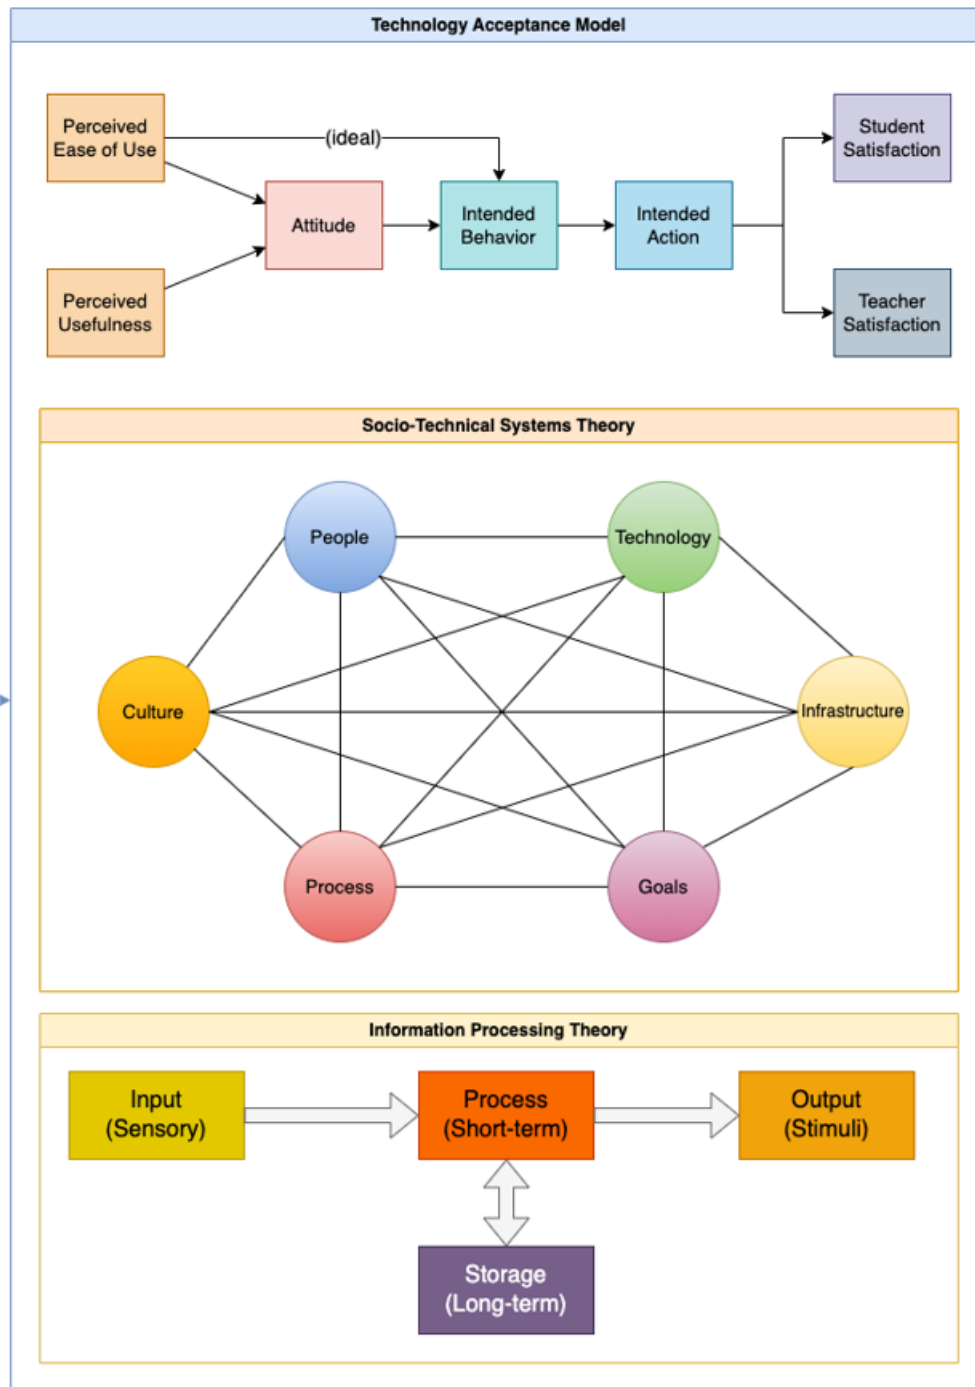 Technology Acceptance Model
Perceived
Ease of Use
(ideal)
Student
Satisfaction
Attitude
Intended
Behavior
Intended
Action
Perceived
Usefulness
Teacher
Satisfaction
Socio-Technical Systems Theory
People
Technology
Culture
Infrastructure
Process
Goals
Information Processing Theory
Input
(Sensory)
Process
(Short-term)
Output
(Stimuli)
Storage
(Long-term)